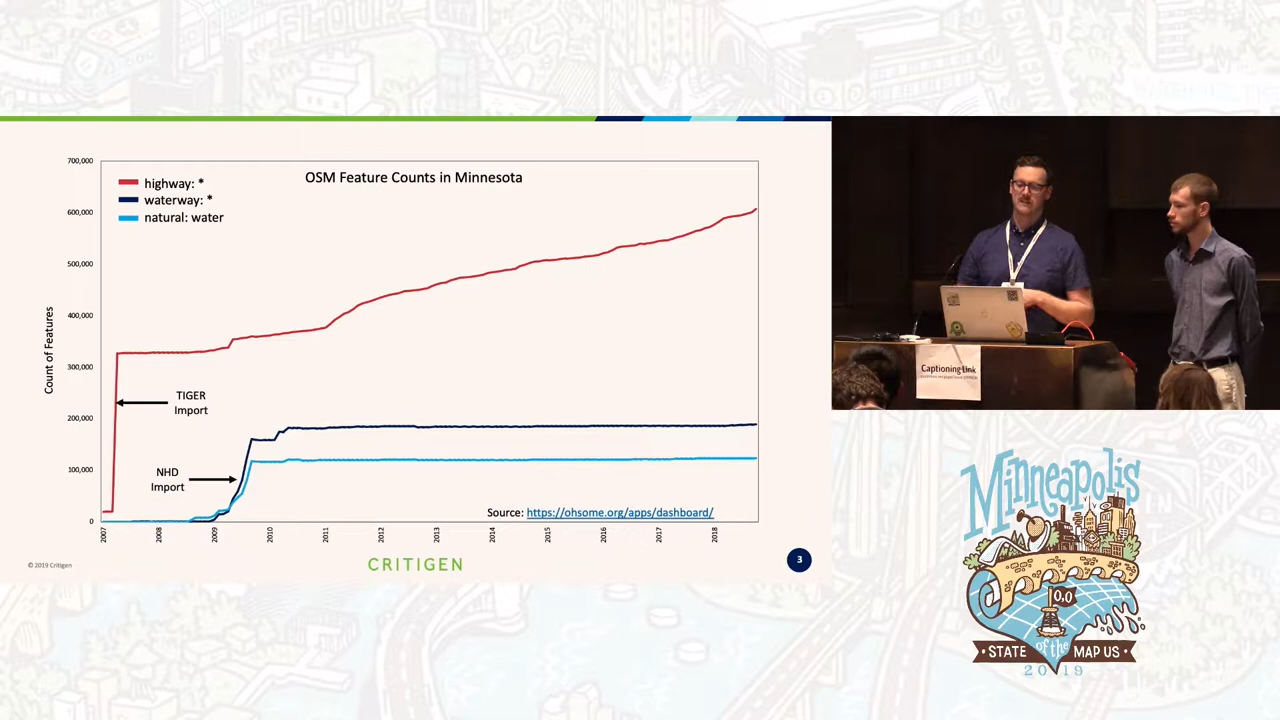 700,000
OSM Feature Counts in Minnesota
highway: *
waterway: *
natural: water
600,000
500,000
400,000
300,000
200,000
100,000
0
Count of Features
TIGER
Import
NHD
Import
Source: https://ohsome.org/apps/dashboard/
2007
2008
2009
2010
2011
2012
2013
2014
2015
2016
2017
2018
© 2019 Critigen
CRITIGEN
3
Captioning Link
Minneapolis
0,0
STATE of the MAP US
2019